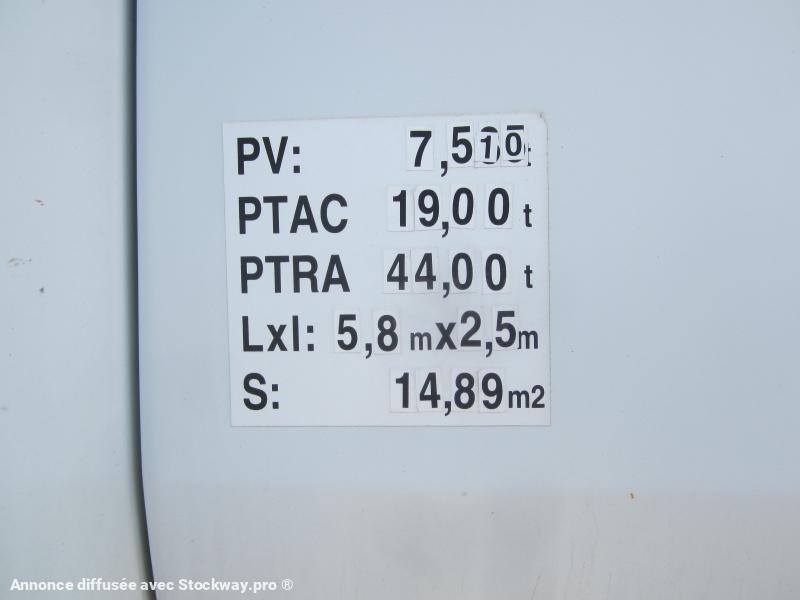 PV: 7,510
PTAC 19,00 t
PTRA 44,00 t
Lxl: 5,8 m x 2,5 m
S: 14,89 m2
Annonce diffusée avec Stockway.pro ®